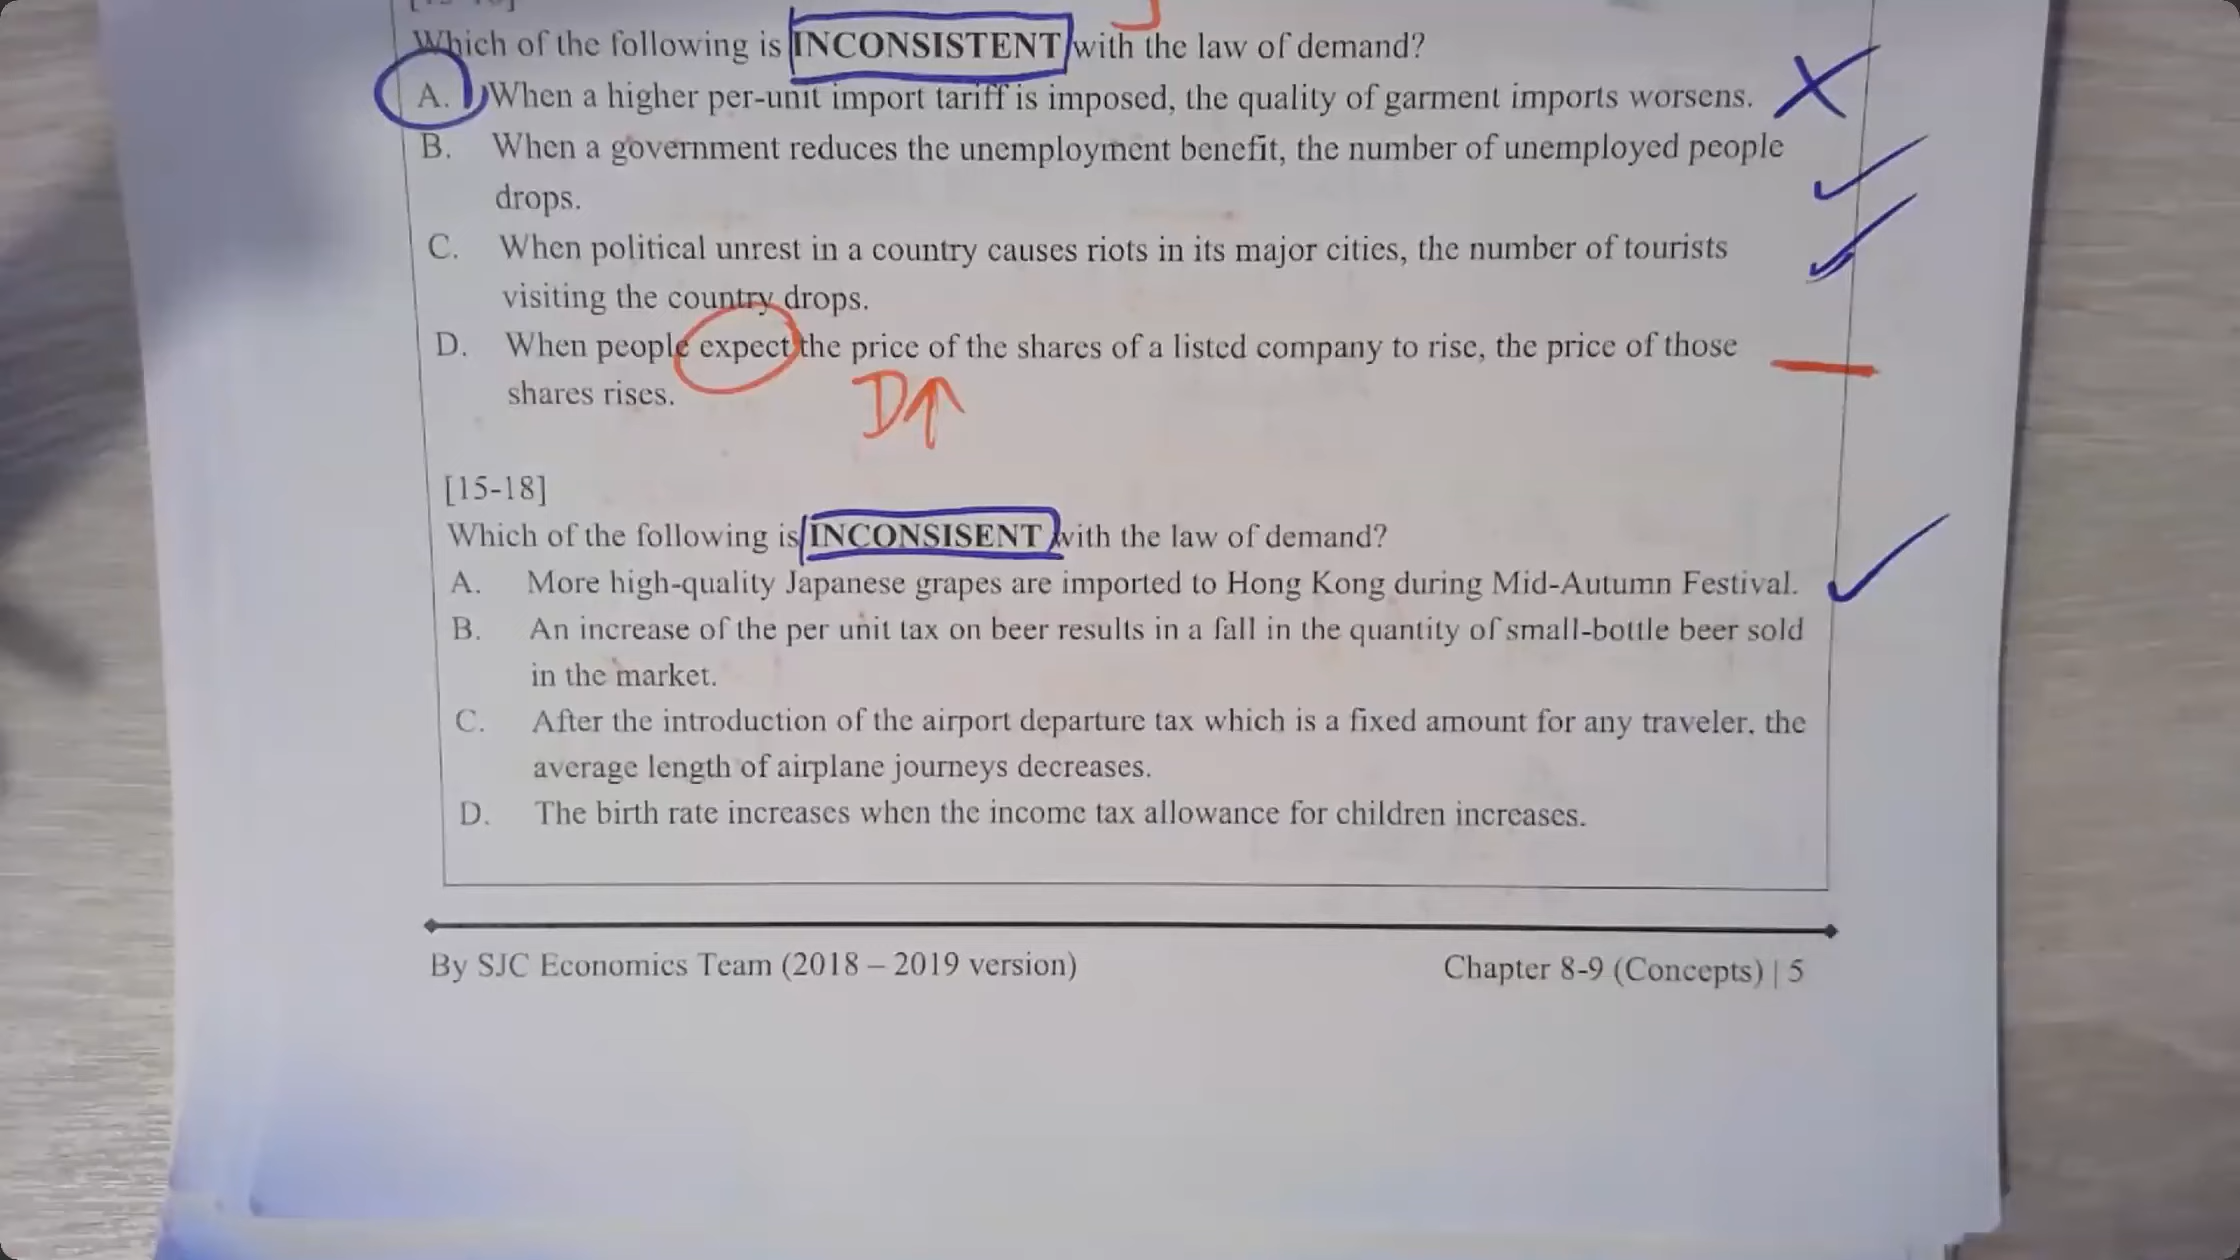 Which of the following is INCONSISTENT with the law of demand?
A. When a higher per-unit import tariff is imposed, the quality of garment imports worsens.
B. When a government reduces the unemployment benefit, the number of unemployed people
drops.
C. When political unrest in a country causes riots in its major cities, the number of tourists
visiting the country drops.
D. When people expect the price of the shares of a listed company to rise, the price of those
shares rises.
D↑
[15-18]
Which of the following is INCONSISENT with the law of demand?
A. More high-quality Japanese grapes are imported to Hong Kong during Mid-Autumn Festival.
B. An increase of the per unit tax on beer results in a fall in the quantity of small-bottle beer sold
in the market.
C. After the introduction of the airport departure tax which is a fixed amount for any traveler, the
average length of airplane journeys decreases.
D. The birth rate increases when the income tax allowance for children increases.
By SJC Economics Team (2018 – 2019 version)
Chapter 8-9 (Concepts) | 5